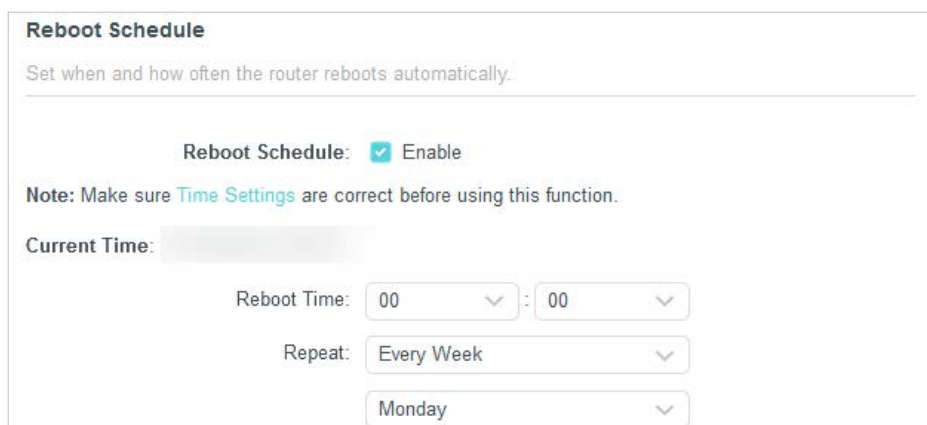 Reboot Schedule
Set when and how often the router reboots automatically.
Reboot Schedule: Enable
Note: Make sure Time Settings are correct before using this function.
Current Time:
Reboot Time: 00 : 00
Repeat: Every Week
Monday